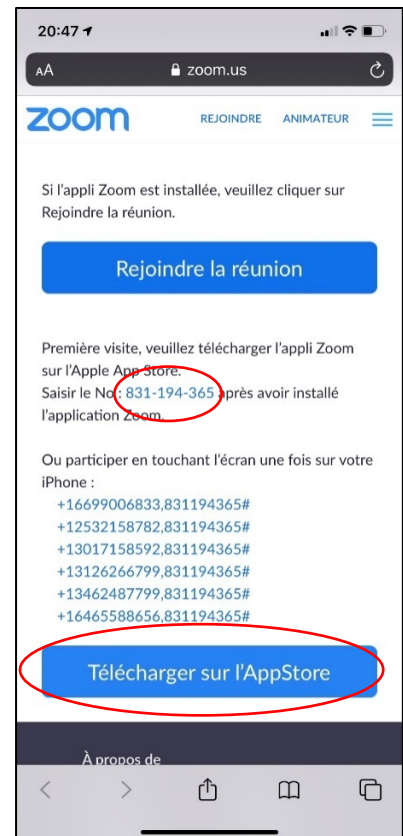 20:47
AA zoom.us
zoom REJOINDRE ANIMATEUR
Si l'appli Zoom est installée, veuillez cliquer sur
Rejoindre la réunion.
Rejoindre la réunion
Première visite, veuillez télécharger l'appli Zoom
sur l'Apple App Store.
Saisir le No : 831-194-365 après avoir installé
l'application Zoom.
Ou participer en touchant l'écran une fois sur votre
iPhone :
+16699006833,831194365#
+12532158782,831194365#
+13017158592,831194365#
+13126266799,831194365#
+13462487799,831194365#
+16465588656,831194365#
Télécharger sur l'AppStore
À propos de